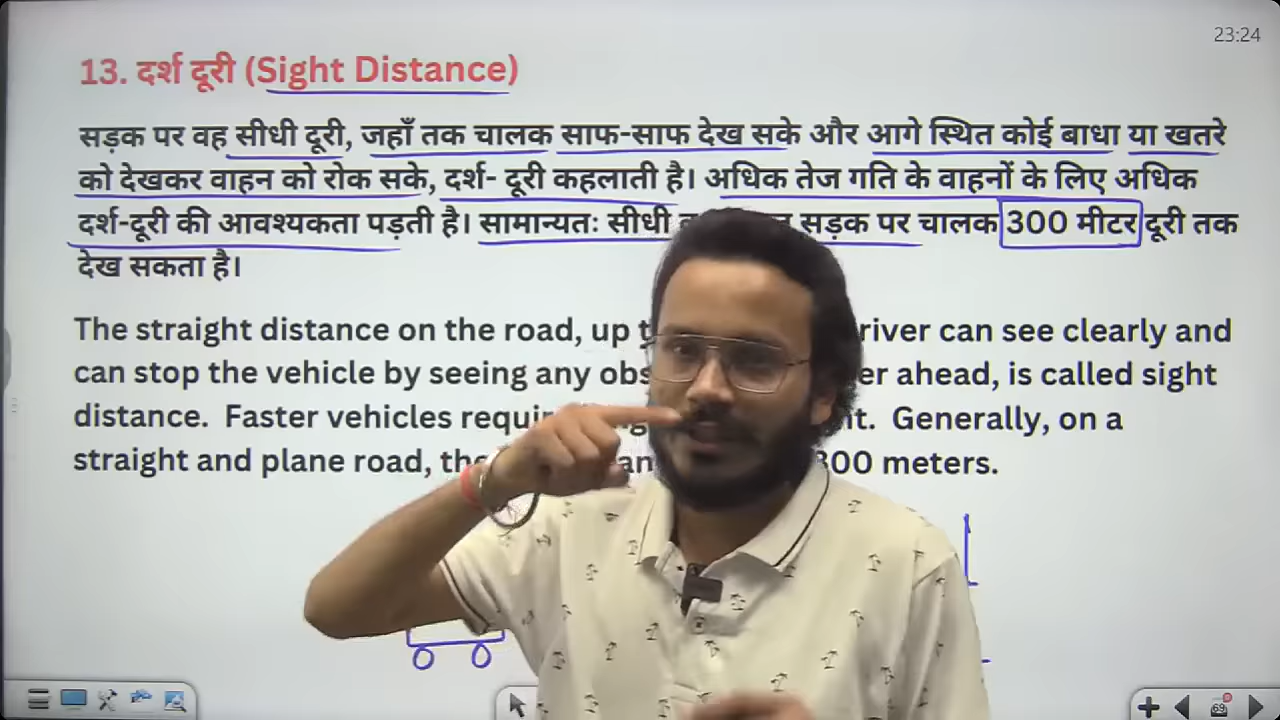 23:24
13. दर्श दूरी (Sight Distance)
सड़क पर वह सीधी दूरी, जहाँ तक चालक साफ-साफ देख सके और आगे स्थित कोई बाधा या खतरे
को देखकर वाहन को रोक सके, दर्श- दूरी कहलाती है। अधिक तेज गति के वाहनों के लिए अधिक
दर्श-दूरी की आवश्यकता पड़ती है। सामान्यतः सीधी सड़क पर चालक 300 मीटर दूरी तक
देख सकता है।
The straight distance on the road, up can see clearly and
can stop the vehicle by seeing any ahead, is called sight
distance. Faster vehicles Generally, on a
straight and plane road, 300 meters.
69